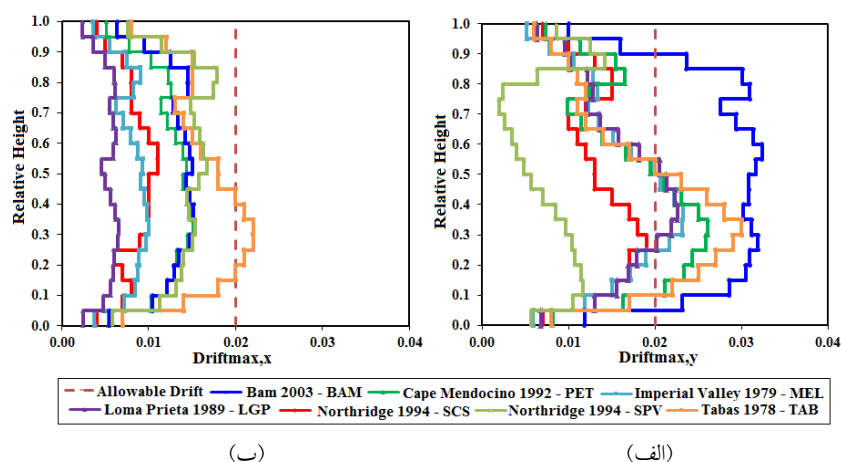 1.0
0.9
0.8
0.7
0.6
0.5
0.4
0.3
0.2
0.1
0.0
Relative Height
0.00 0.01 0.02 0.03 0.04
Driftmax,x
1.0
0.9
0.8
0.7
0.6
0.5
0.4
0.3
0.2
0.1
0.0
Relative Height
0.00 0.01 0.02 0.03 0.04
Driftmax,y
Allowable Drift Bam 2003 - BAM Cape Mendocino 1992 - PET Imperial Valley 1979 - MEL
Loma Prieta 1989 - LGP Northridge 1994 - SCS Northridge 1994 - SPV Tabas 1978 - TAB
(ب) (الف)